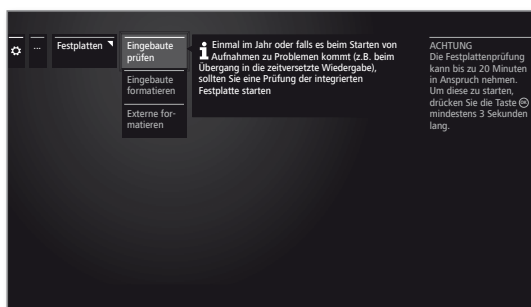 ... Festplatten
Eingebaute
prüfen
Eingebaute
formatieren
Externe for-
matieren
i Einmal im Jahr oder falls es beim Starten von
Aufnahmen zu Problemen kommt (z.B. beim
Übergang in die zeitversetzte Wiedergabe),
sollten Sie eine Prüfung der integrierten
Festplatte starten
ACHTUNG
Die Festplattenprüfung
kann bis zu 20 Minuten
in Anspruch nehmen.
Um diese zu starten,
drücken Sie die Taste OK
mindestens 3 Sekunden
lang.